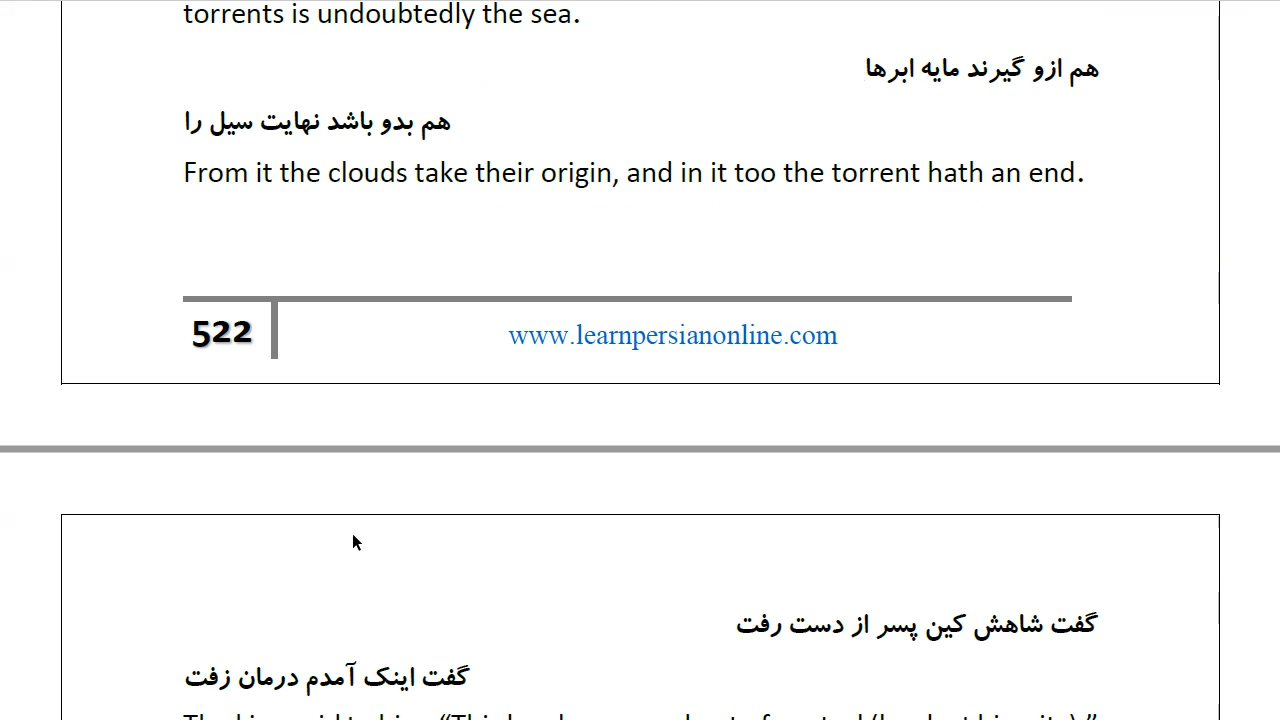 torrents is undoubtedly the sea.
هم ازو گیرند مایه ابرها
هم بدو باشد نهایت سیل را
From it the clouds take their origin, and in it too the torrent hath an end.
522
www.learnpersianonline.com
گفت شاهش کین پسر از دست رفت
گفت اینک آمدم درمان زفت